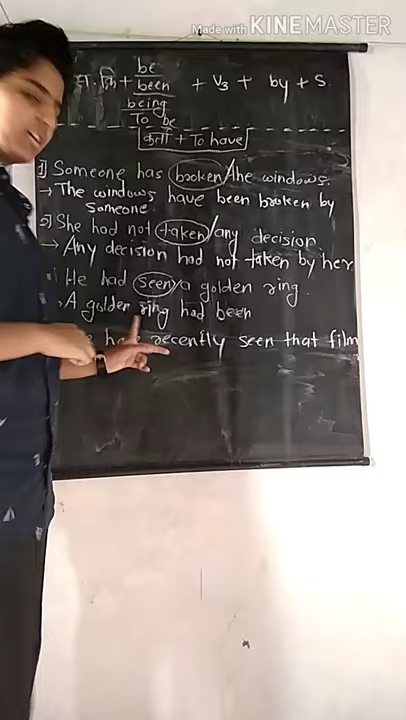 Made with KINEMASTER
be
क्रि + been + V3 + by + S.
being
To be
कर्ता + To have
1] Someone has broken/the windows.
→ The windows have been broken by
someone.
2] She had not taken/any decision.
→ Any decision had not taken by her.
He had seen/a golden ring.
A golden ring had been
have recently seen that film